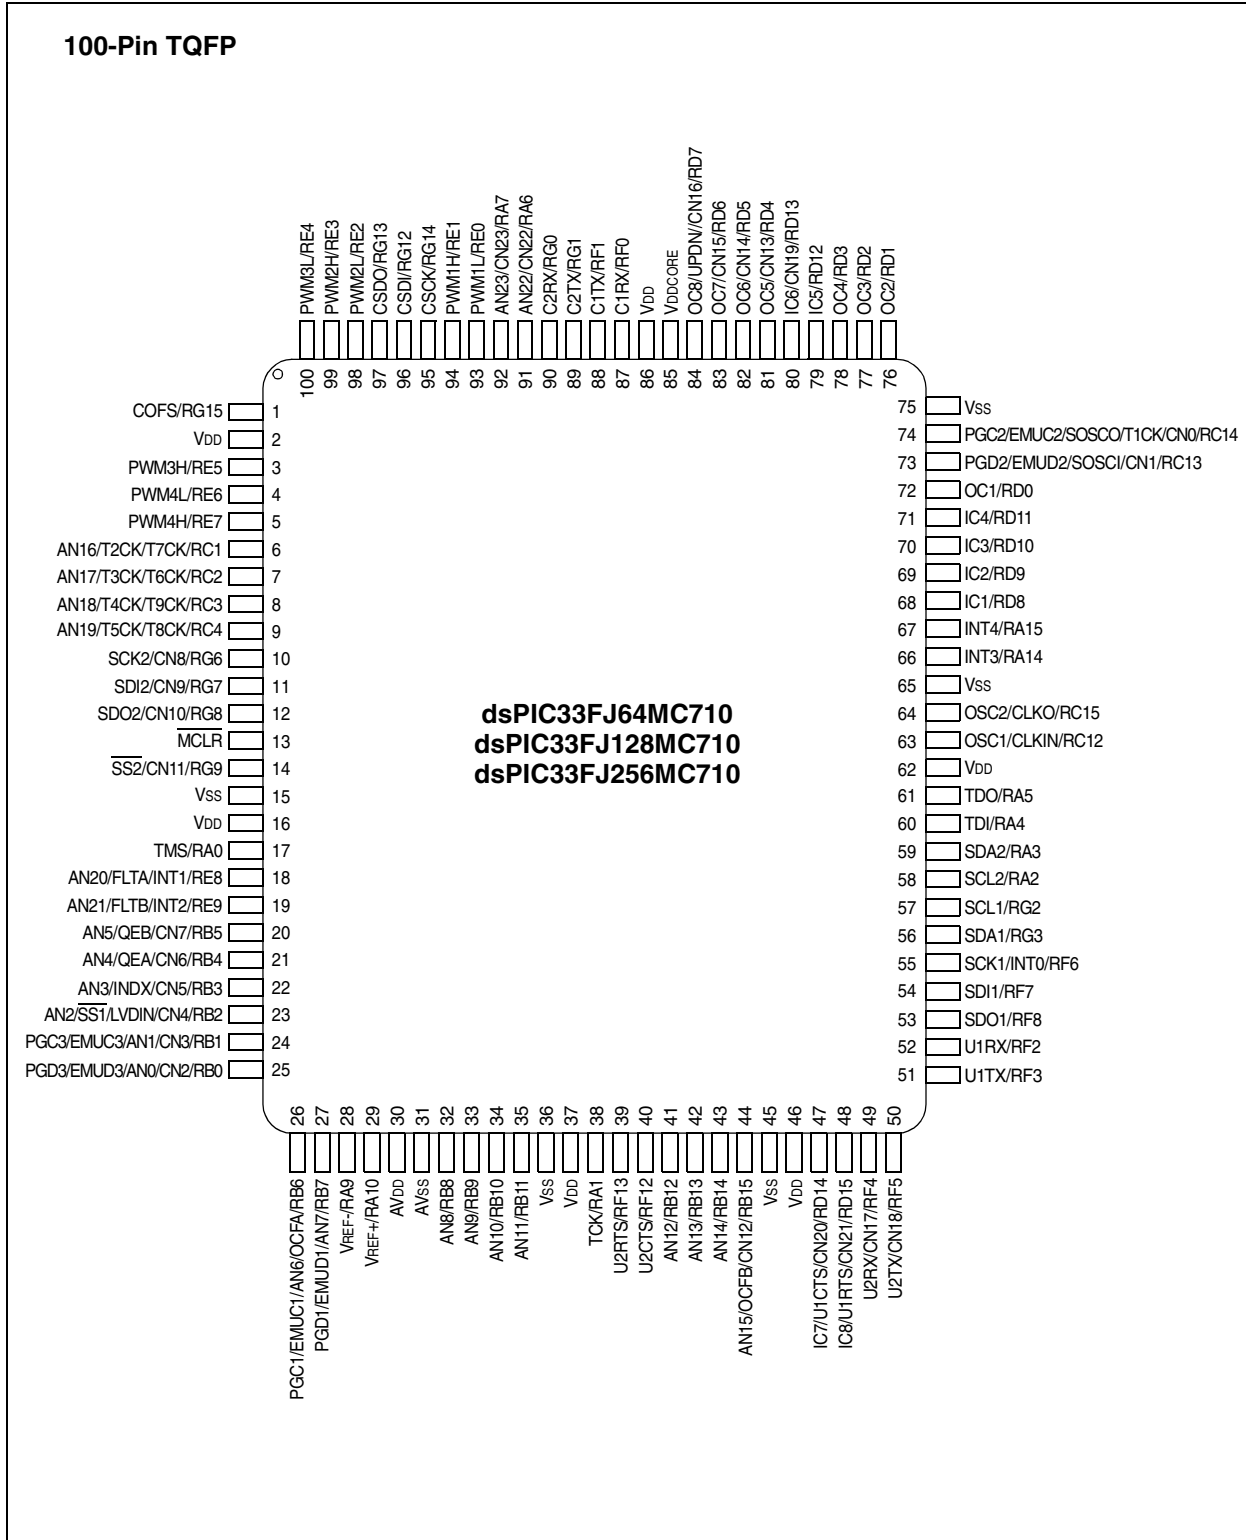 100-Pin TQFP
PWM3L/RE4
PWM2H/RE3
PWM2L/RE2
CSDO/RG13
CSDI/RG12
CSCK/RG14
PWM1H/RE1
PWM1L/RE0
AN23/CN23/RA7
AN22/CN22/RA6
C2RX/RG0
C2TX/RG1
C1TX/RF1
C1RX/RF0
VDD
VDDCORE
OC8/UPDN//CN16/RD7
OC7/CN15/RD6
OC6/CN14/RD5
OC5/CN13/RD4
IC6/CN19/RD13
IC5/RD12
OC4/RD3
OC3/RD2
OC2/RD1
100 99 98 97 96 95 94 93 92 91 90 89 88 87 86 85 84 83 82 81 80 79 78 77 76
COFS/RG15 1
VDD 2
PWM3H/RE5 3
PWM4L/RE6 4
PWM4H/RE7 5
AN16/T2CK/T7CK/RC1 6
AN17/T3CK/T6CK/RC2 7
AN18/T4CK/T9CK/RC3 8
AN19/T5CK/T8CK/RC4 9
SCK2/CN8/RG6 10
SDI2/CN9/RG7 11
SDO2/CN10/RG8 12
MCLR 13
SS2/CN11/RG9 14
VSS 15
VDD 16
TMS/RA0 17
AN20/FLTA/INT1/RE8 18
AN21/FLTB/INT2/RE9 19
AN5/QEB/CN7/RB5 20
AN4/QEA/CN6/RB4 21
AN3/INDX/CN5/RB3 22
AN2/SS1/LVDIN/CN4/RB2 23
PGC3/EMUC3/AN1/CN3/RB1 24
PGD3/EMUD3/AN0/CN2/RB0 25
dsPIC33FJ64MC710
dsPIC33FJ128MC710
dsPIC33FJ256MC710
75 VSS
74 PGC2/EMUC2/SOSCO/T1CK/CN0/RC14
73 PGD2/EMUD2/SOSCI/CN1/RC13
72 OC1/RD0
71 IC4/RD11
70 IC3/RD10
69 IC2/RD9
68 IC1/RD8
67 INT4/RA15
66 INT3/RA14
65 VSS
64 OSC2/CLKO/RC15
63 OSC1/CLKIN/RC12
62 VDD
61 TDO/RA5
60 TDI/RA4
59 SDA2/RA3
58 SCL2/RA2
57 SCL1/RG2
56 SDA1/RG3
55 SCK1/INT0/RF6
54 SDI1/RF7
53 SDO1/RF8
52 U1RX/RF2
51 U1TX/RF3
26 27 28 29 30 31 32 33 34 35 36 37 38 39 40 41 42 43 44 45 46 47 48 49 50
PGC1/EMUC1/AN6/OCFA/RB6
PGD1/EMUD1/AN7/RB7
VREF-/RA9
VREF+/RA10
AVDD
AVSS
AN8/RB8
AN9/RB9
AN10/RB10
AN11/RB11
VSS
VDD
TCK/RA1
U2RTS/RF13
U2CTS/RF12
AN12/RB12
AN13/RB13
AN14/RB14
AN15/OCFB/CN12/RB15
VSS
VDD
IC7/U1CTS/CN20/RD14
IC8/U1RTS/CN21/RD15
U2RX/CN17/RF4
U2TX/CN18/RF5